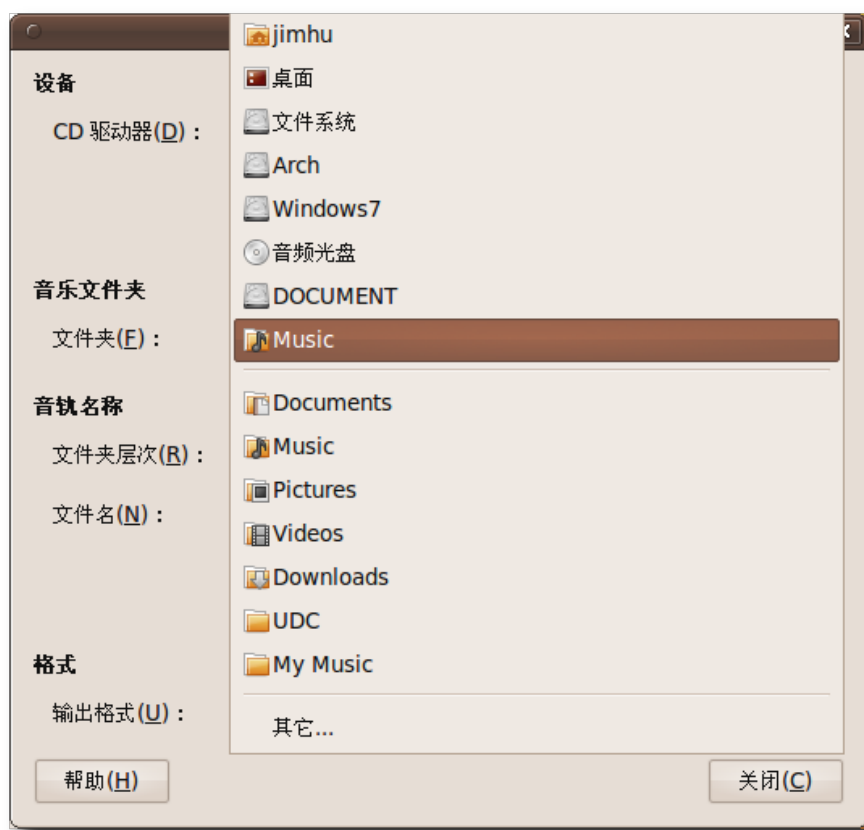 jimhu
设备
桌面
CD 驱动器(D)：
文件系统
Arch
Windows7
音频光盘
音乐文件夹
DOCUMENT
文件夹(F)：
Music
音轨名称
Documents
文件夹层次(R)：
Music
Pictures
文件名(N)：
Videos
Downloads
UDC
格式
My Music
输出格式(U)：
其它...
帮助(H)
关闭(C)